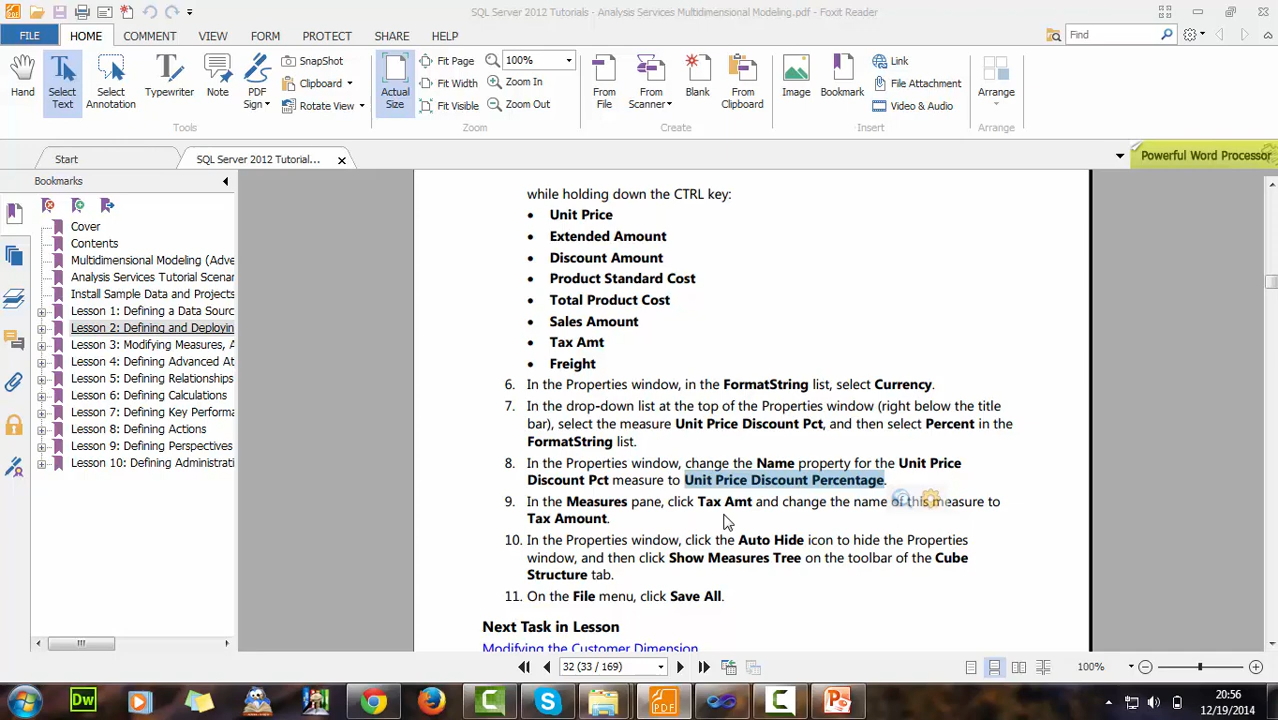 SQL Server 2012 Tutorials - Analysis Services Multidimensional Modeling.pdf - Foxit Reader
FILE HOME COMMENT VIEW FORM PROTECT SHARE HELP
Find
Hand
Select Text
Select Annotation
Typewriter
Note
PDF Sign
SnapShot
Clipboard
Rotate View
Tools
Actual Size
Fit Page
Fit Width
Fit Visible
100%
Zoom In
Zoom Out
Zoom
From File
From Scanner
Blank
From Clipboard
Create
Image
Bookmark
Link
File Attachment
Video & Audio
Insert
Arrange
Arrange
Start
SQL Server 2012 Tutorial...
Powerful Word Processor
Bookmarks
Cover
Contents
Multidimensional Modeling (Adve
Analysis Services Tutorial Scenar
Install Sample Data and Projects
Lesson 1: Defining a Data Sourc
Lesson 2: Defining and Deployin
Lesson 3: Modifying Measures, A
Lesson 4: Defining Advanced At
Lesson 5: Defining Relationships
Lesson 6: Defining Calculations
Lesson 7: Defining Key Performa
Lesson 8: Defining Actions
Lesson 9: Defining Perspectives
Lesson 10: Defining Administrati
while holding down the CTRL key:
• Unit Price
• Extended Amount
• Discount Amount
• Product Standard Cost
• Total Product Cost
• Sales Amount
• Tax Amt
• Freight
6. In the Properties window, in the FormatString list, select Currency.
7. In the drop-down list at the top of the Properties window (right below the title
bar), select the measure Unit Price Discount Pct, and then select Percent in the
FormatString list.
8. In the Properties window, change the Name property for the Unit Price
Discount Pct measure to Unit Price Discount Percentage.
9. In the Measures pane, click Tax Amt and change the name of this measure to
Tax Amount.
10. In the Properties window, click the Auto Hide icon to hide the Properties
window, and then click Show Measures Tree on the toolbar of the Cube
Structure tab.
11. On the File menu, click Save All.
Next Task in Lesson
Modifying the Customer Dimension
32 (33 / 169)
100%
Dw
PDF
20:56
12/19/2014